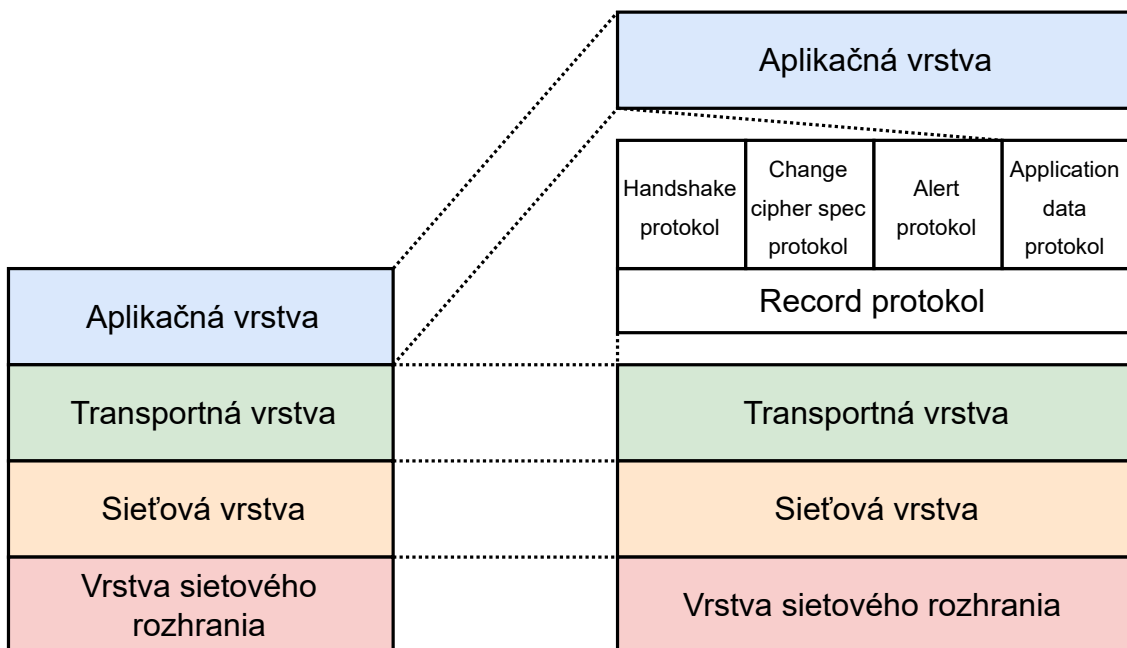 Aplikačná vrstva
Handshake
protokol
Change
cipher spec
protokol
Alert
protokol
Application
data
protokol
Record protokol
Aplikačná vrstva
Transportná vrstva
Sieťová vrstva
Vrstva sietového
rozhrania
Transportná vrstva
Sieťová vrstva
Vrstva sietového rozhrania